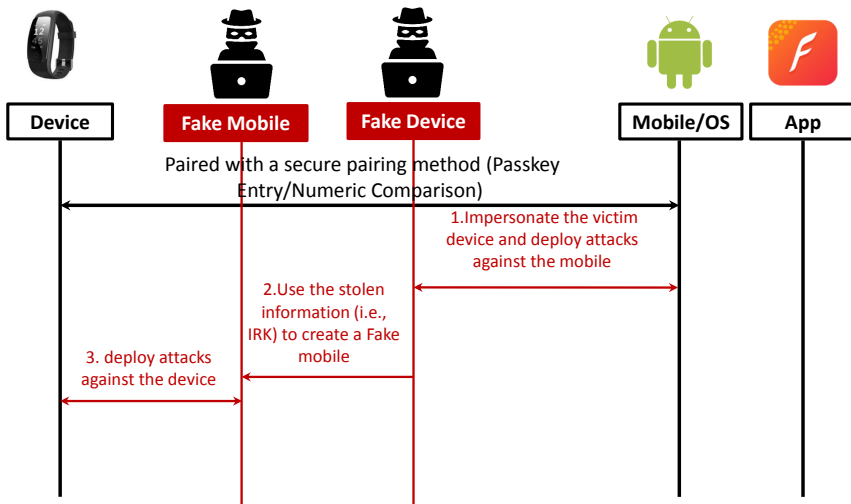 Device
Fake Mobile
Fake Device
Mobile/OS
App
Paired with a secure pairing method (Passkey
Entry/Numeric Comparison)
1.Impersonate the victim
device and deploy attacks
against the mobile
2.Use the stolen
information (i.e.,
IRK) to create a Fake
mobile
3. deploy attacks
against the device